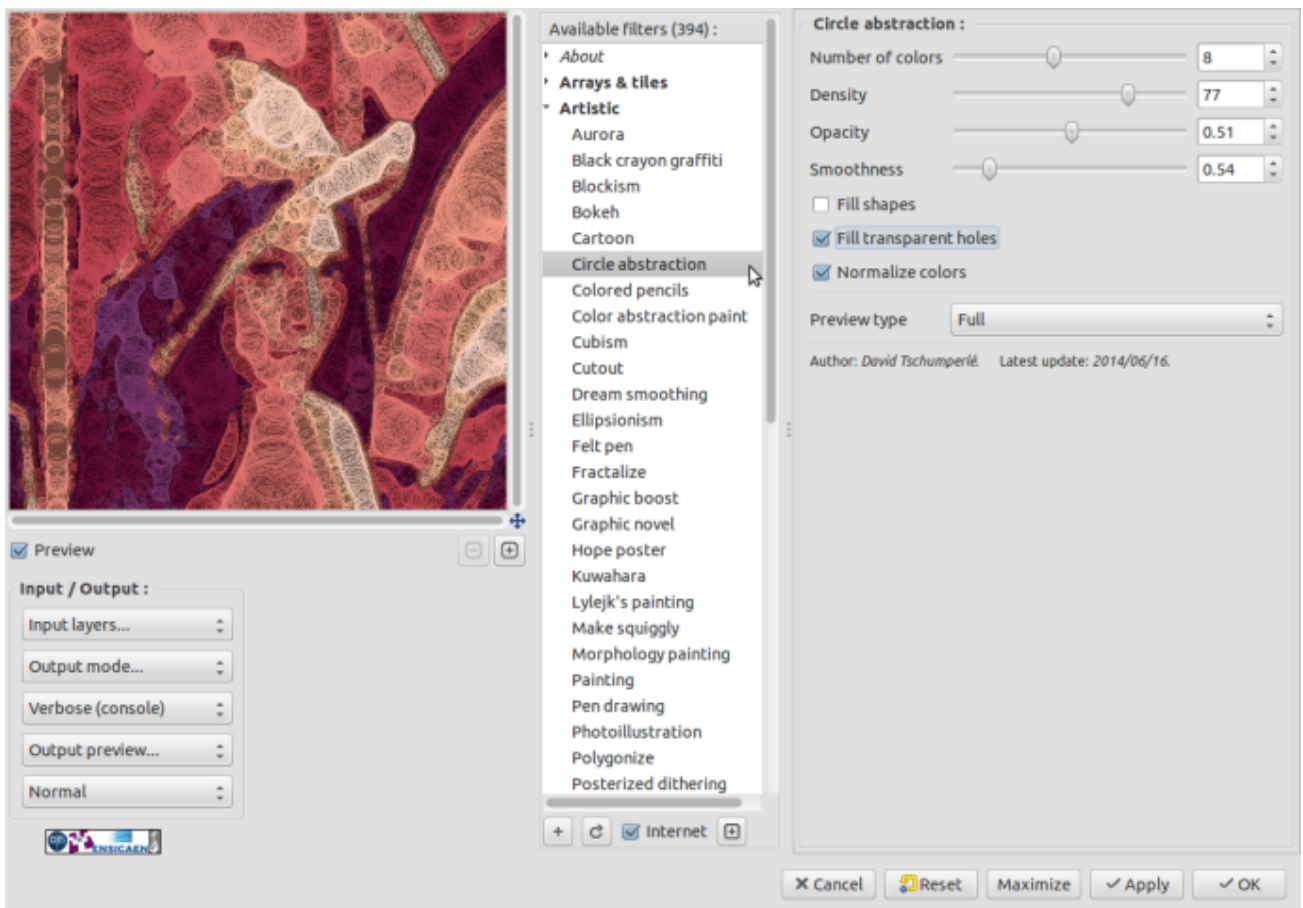 Available filters (394) :
About
Arrays & tiles
Artistic
Aurora
Black crayon graffiti
Blockism
Bokeh
Cartoon
Circle abstraction
Colored pencils
Color abstraction paint
Cubism
Cutout
Dream smoothing
Ellipsionism
Felt pen
Fractalize
Graphic boost
Graphic novel
Hope poster
Kuwahara
Lylejk's painting
Make squiggly
Morphology painting
Painting
Pen drawing
Photoillustration
Polygonize
Posterized dithering
Internet
Circle abstraction :
Number of colors 8
Density 77
Opacity 0.51
Smoothness 0.54
Fill shapes
Fill transparent holes
Normalize colors
Preview type Full
Author: David Tschumperlé. Latest update: 2014/06/16.
Preview
Input / Output :
Input layers...
Output mode...
Verbose (console)
Output preview...
Normal
ENSICAEN
Cancel Reset Maximize Apply OK